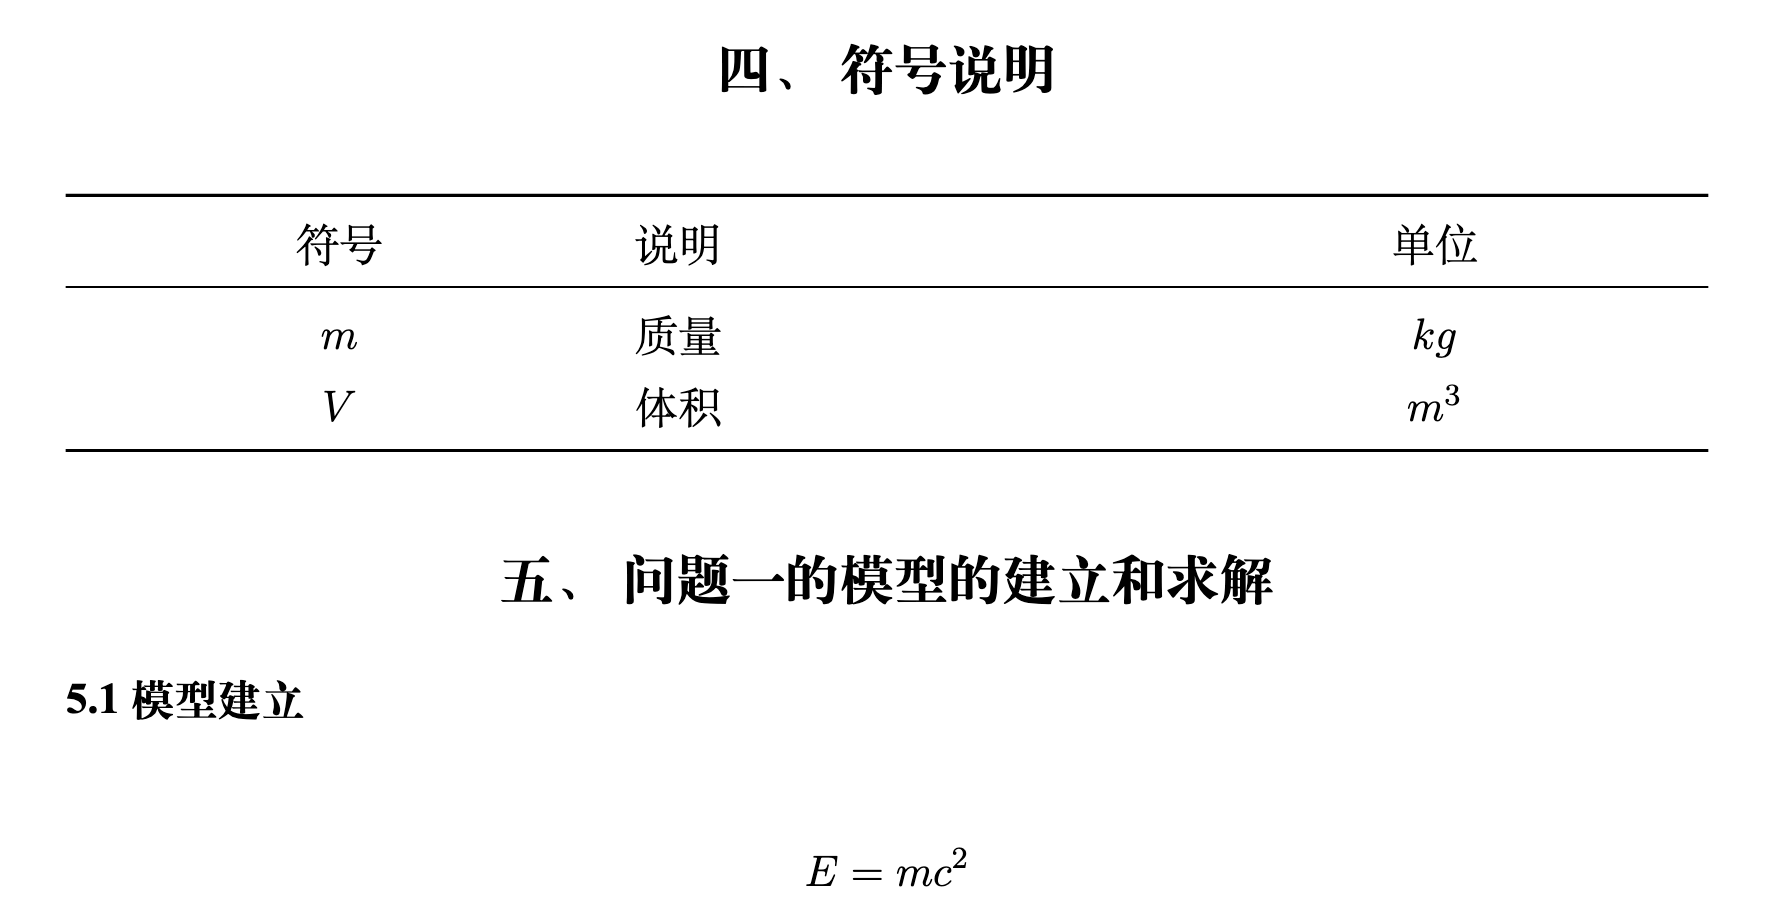 四、 符号说明
符号 说明 单位
m 质量 kg
V 体积 m³
五、 问题一的模型的建立和求解
5.1 模型建立
E = mc²